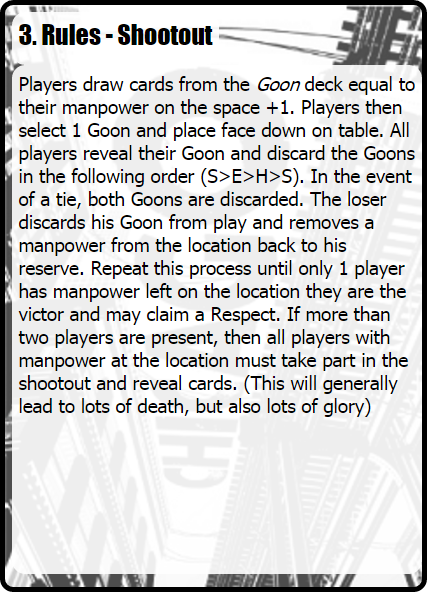 3. Rules - Shootout
Players draw cards from the Goon deck equal to
their manpower on the space +1. Players then
select 1 Goon and place face down on table. All
players reveal their Goon and discard the Goons
in the following order (S>E>H>S). In the event
of a tie, both Goons are discarded. The loser
discards his Goon from play and removes a
manpower from the location back to his
reserve. Repeat this process until only 1 player
has manpower left on the location they are the
victor and may claim a Respect. If more than
two players are present, then all players with
manpower at the location must take part in the
shootout and reveal cards. (This will generally
lead to lots of death, but also lots of glory)